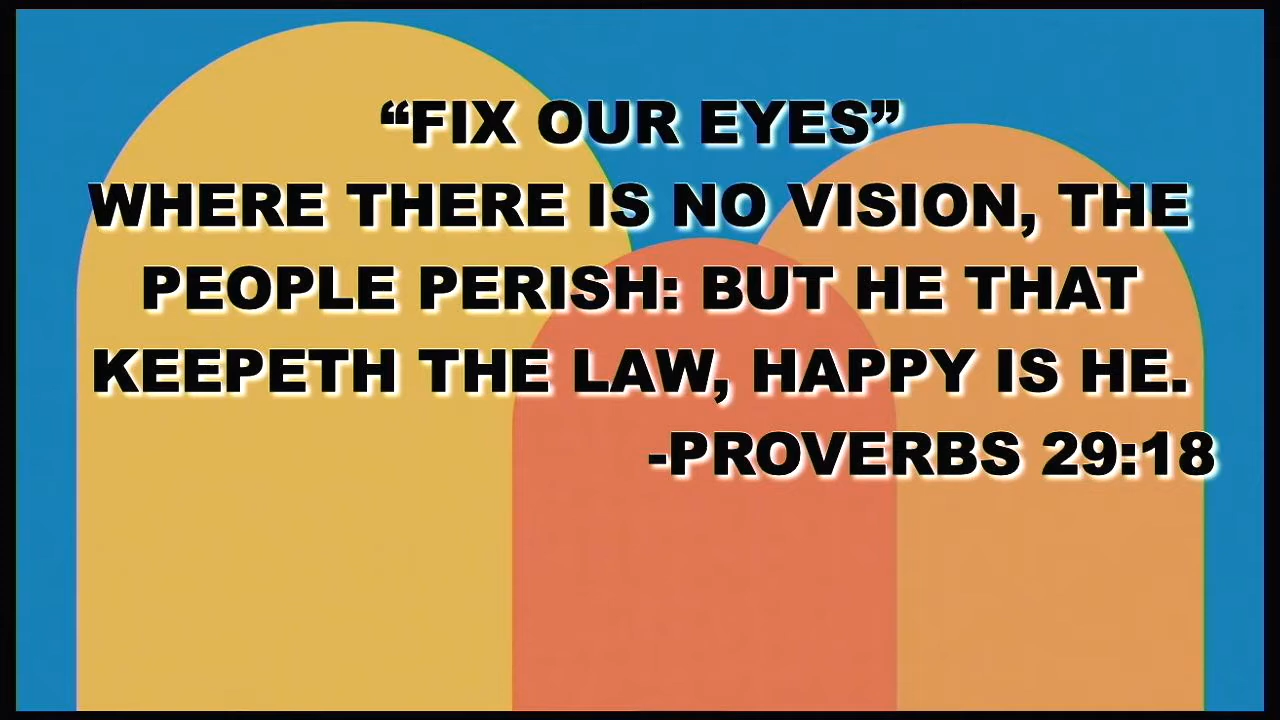 “FIX OUR EYES”
WHERE THERE IS NO VISION, THE
PEOPLE PERISH: BUT HE THAT
KEEPETH THE LAW, HAPPY IS HE.
-PROVERBS 29:18